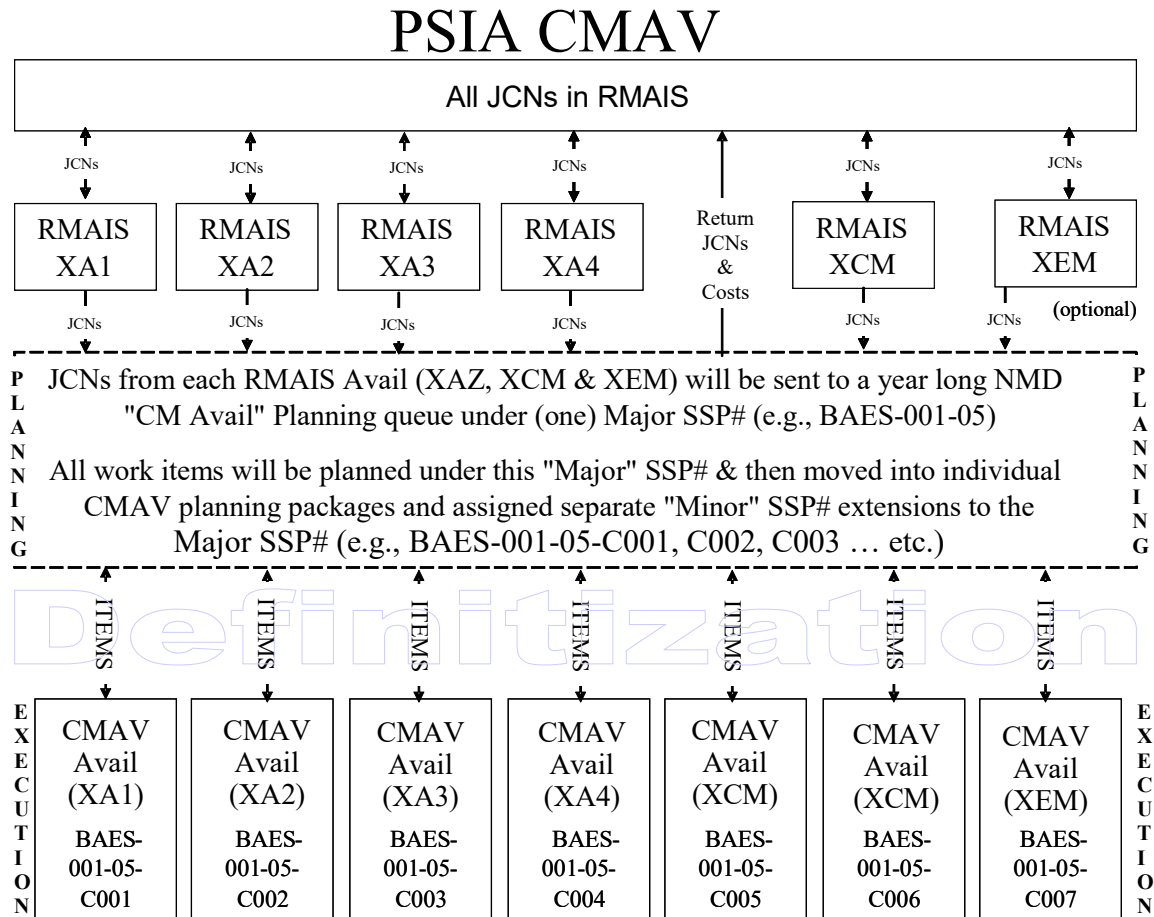 PSIA CMAV
All JCNs in RMAIS
JCNs
JCNs
JCNs
JCNs
JCNs
JCNs
RMAIS
XA1
RMAIS
XA2
RMAIS
XA3
RMAIS
XA4
Return
JCNs
&
Costs
RMAIS
XCM
RMAIS
XEM
(optional)
JCNs
JCNs
JCNs
JCNs
JCNs
JCNs
PLANNING
JCNs from each RMAIS Avail (XAZ, XCM & XEM) will be sent to a year long NMD
"CM Avail" Planning queue under (one) Major SSP# (e.g., BAES-001-05)
All work items will be planned under this "Major" SSP# & then moved into individual
CMAV planning packages and assigned separate "Minor" SSP# extensions to the
Major SSP# (e.g., BAES-001-05-C001, C002, C003 … etc.)
PLANNING
Definitization
ITEMS
ITEMS
ITEMS
ITEMS
ITEMS
ITEMS
ITEMS
EXECUTION
CMAV
Avail
(XA1)
BAES-
001-05-
C001
CMAV
Avail
(XA2)
BAES-
001-05-
C002
CMAV
Avail
(XA3)
BAES-
001-05-
C003
CMAV
Avail
(XA4)
BAES-
001-05-
C004
CMAV
Avail
(XCM)
BAES-
001-05-
C005
CMAV
Avail
(XCM)
BAES-
001-05-
C006
CMAV
Avail
(XEM)
BAES-
001-05-
C007
EXECUTION